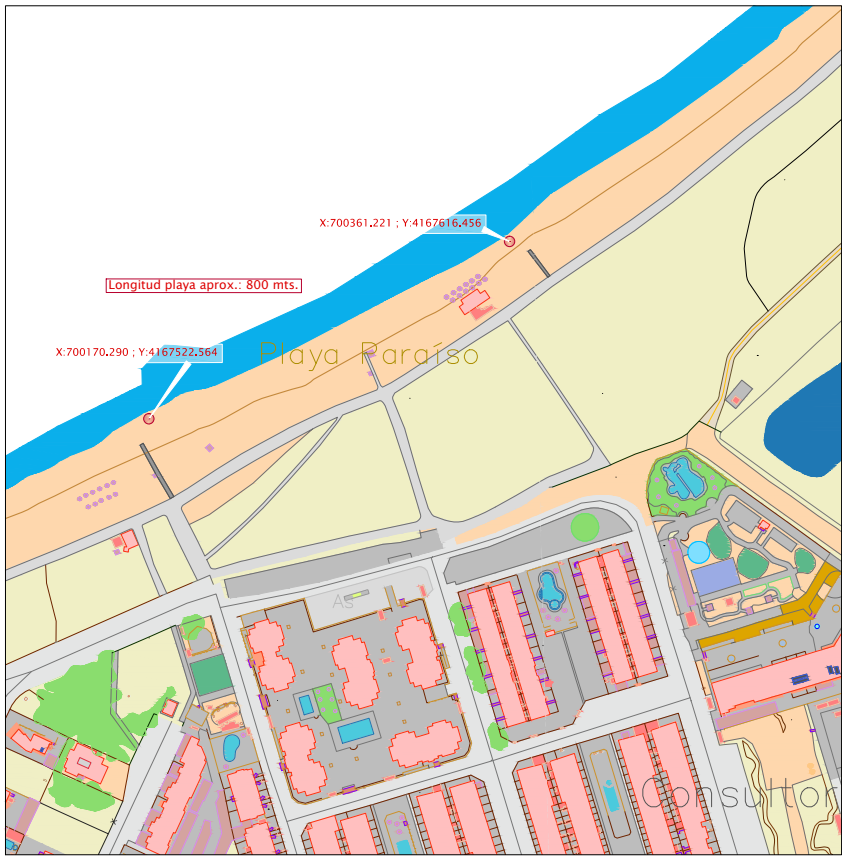 X:700361.221 ; Y:4167616.456
Longitud playa aprox.: 800 mts.
X:700170.290 ; Y:4167522.564
Playa Paraíso
As
Consultor